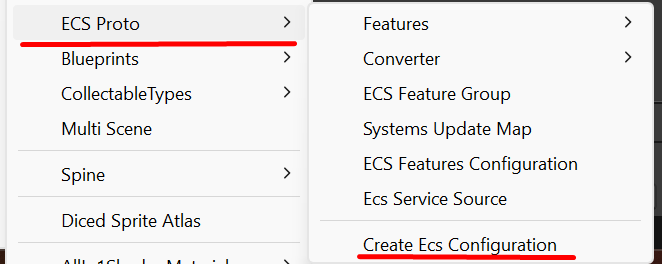 ECS Proto
Blueprints
CollectableTypes
Multi Scene
Spine
Diced Sprite Atlas
Features
Converter
ECS Feature Group
Systems Update Map
ECS Features Configuration
Ecs Service Source
Create Ecs Configuration